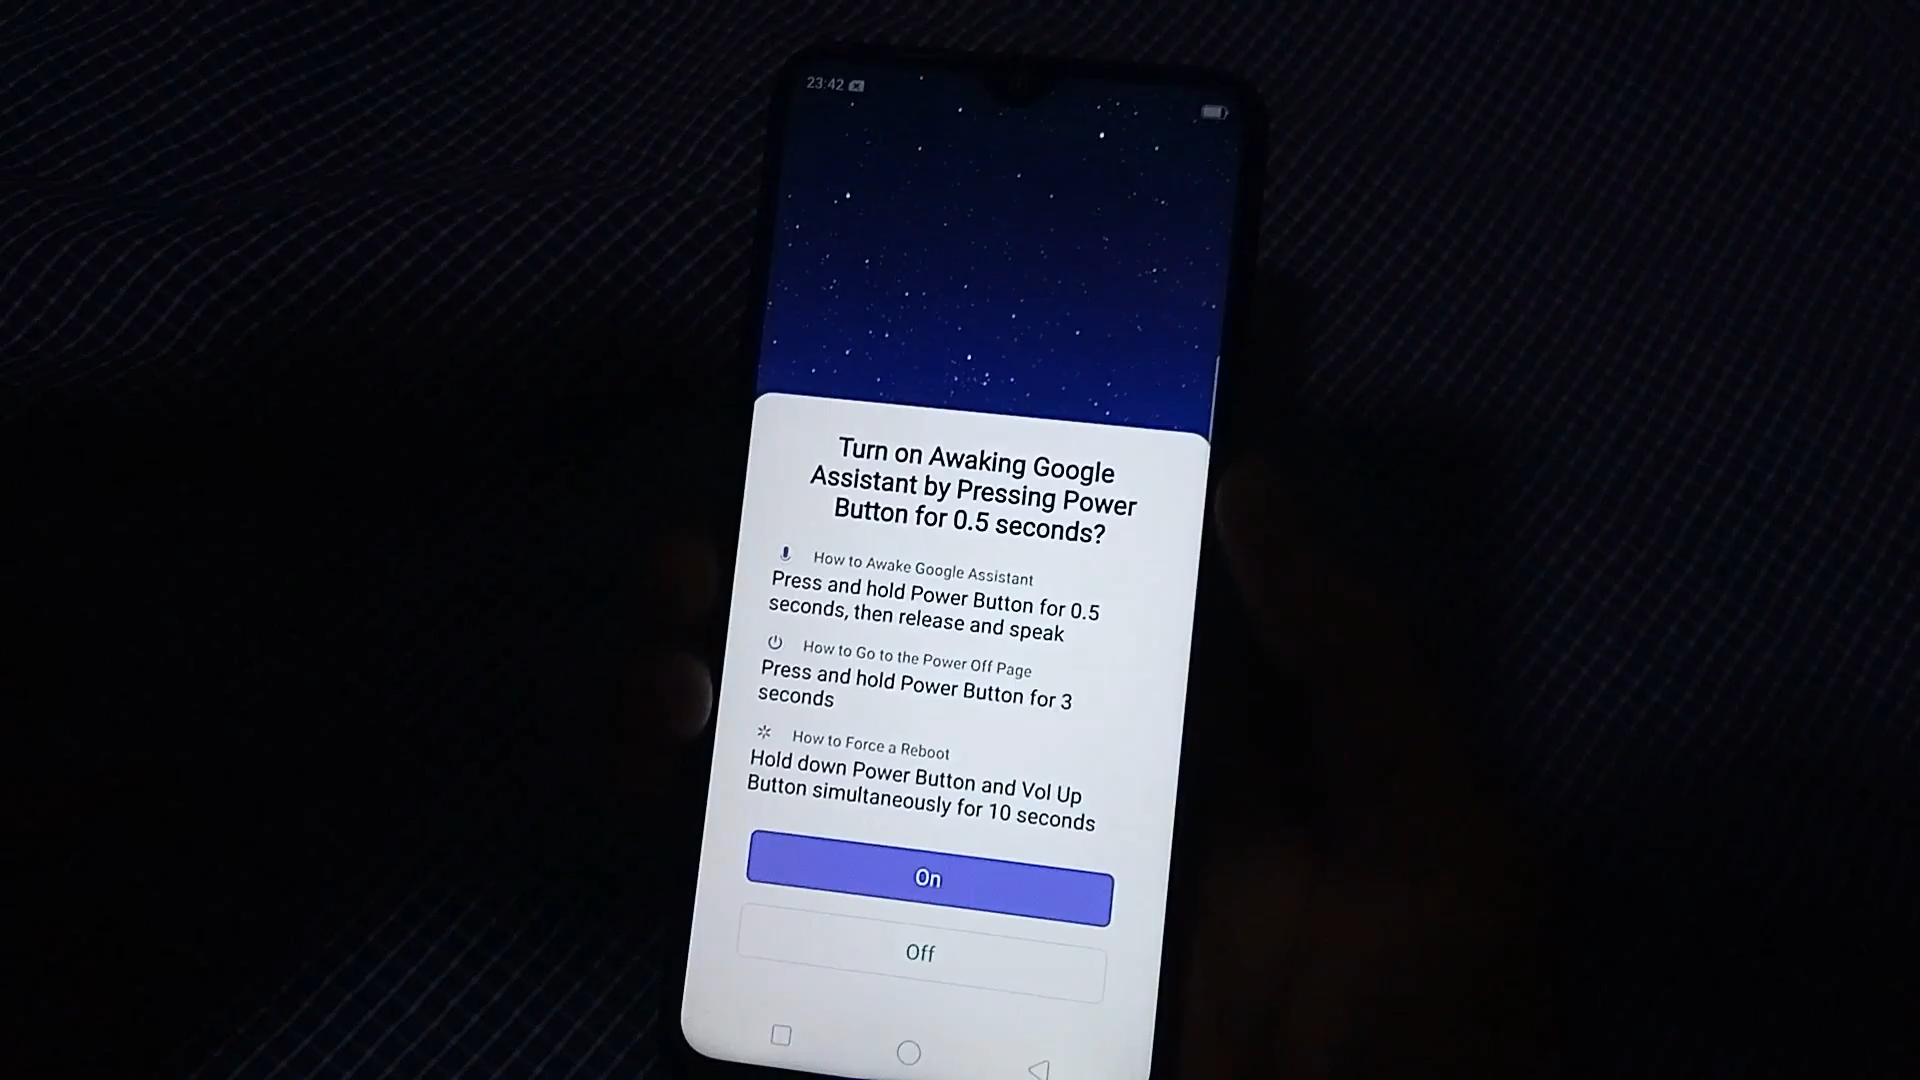 23:42
Turn on Awaking Google
Assistant by Pressing Power
Button for 0.5 seconds?
How to Awake Google Assistant
Press and hold Power Button for 0.5
seconds, then release and speak
How to Go to the Power Off Page
Press and hold Power Button for 3
seconds
How to Force a Reboot
Hold down Power Button and Vol Up
Button simultaneously for 10 seconds
On
Off